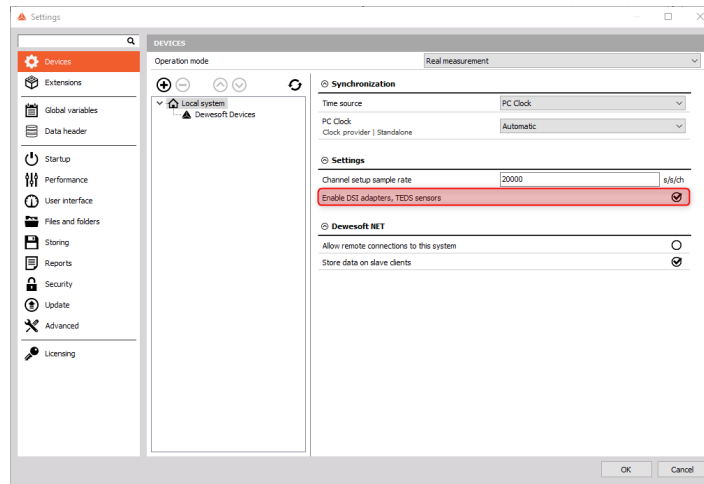 Settings
Devices
Extensions
Global variables
Data header
Startup
Performance
User interface
Files and folders
Storing
Reports
Security
Update
Advanced
Licensing
DEVICES
Operation mode
Real measurement
Local system
Dewesoft Devices
Synchronization
Time source
PC Clock
PC Clock
Clock provider | Standalone
Automatic
Settings
Channel setup sample rate
20000
s/s/ch
Enable DSI adapters, TEDS sensors
Dewesoft NET
Allow remote connections to this system
Store data on slave clients
OK
Cancel